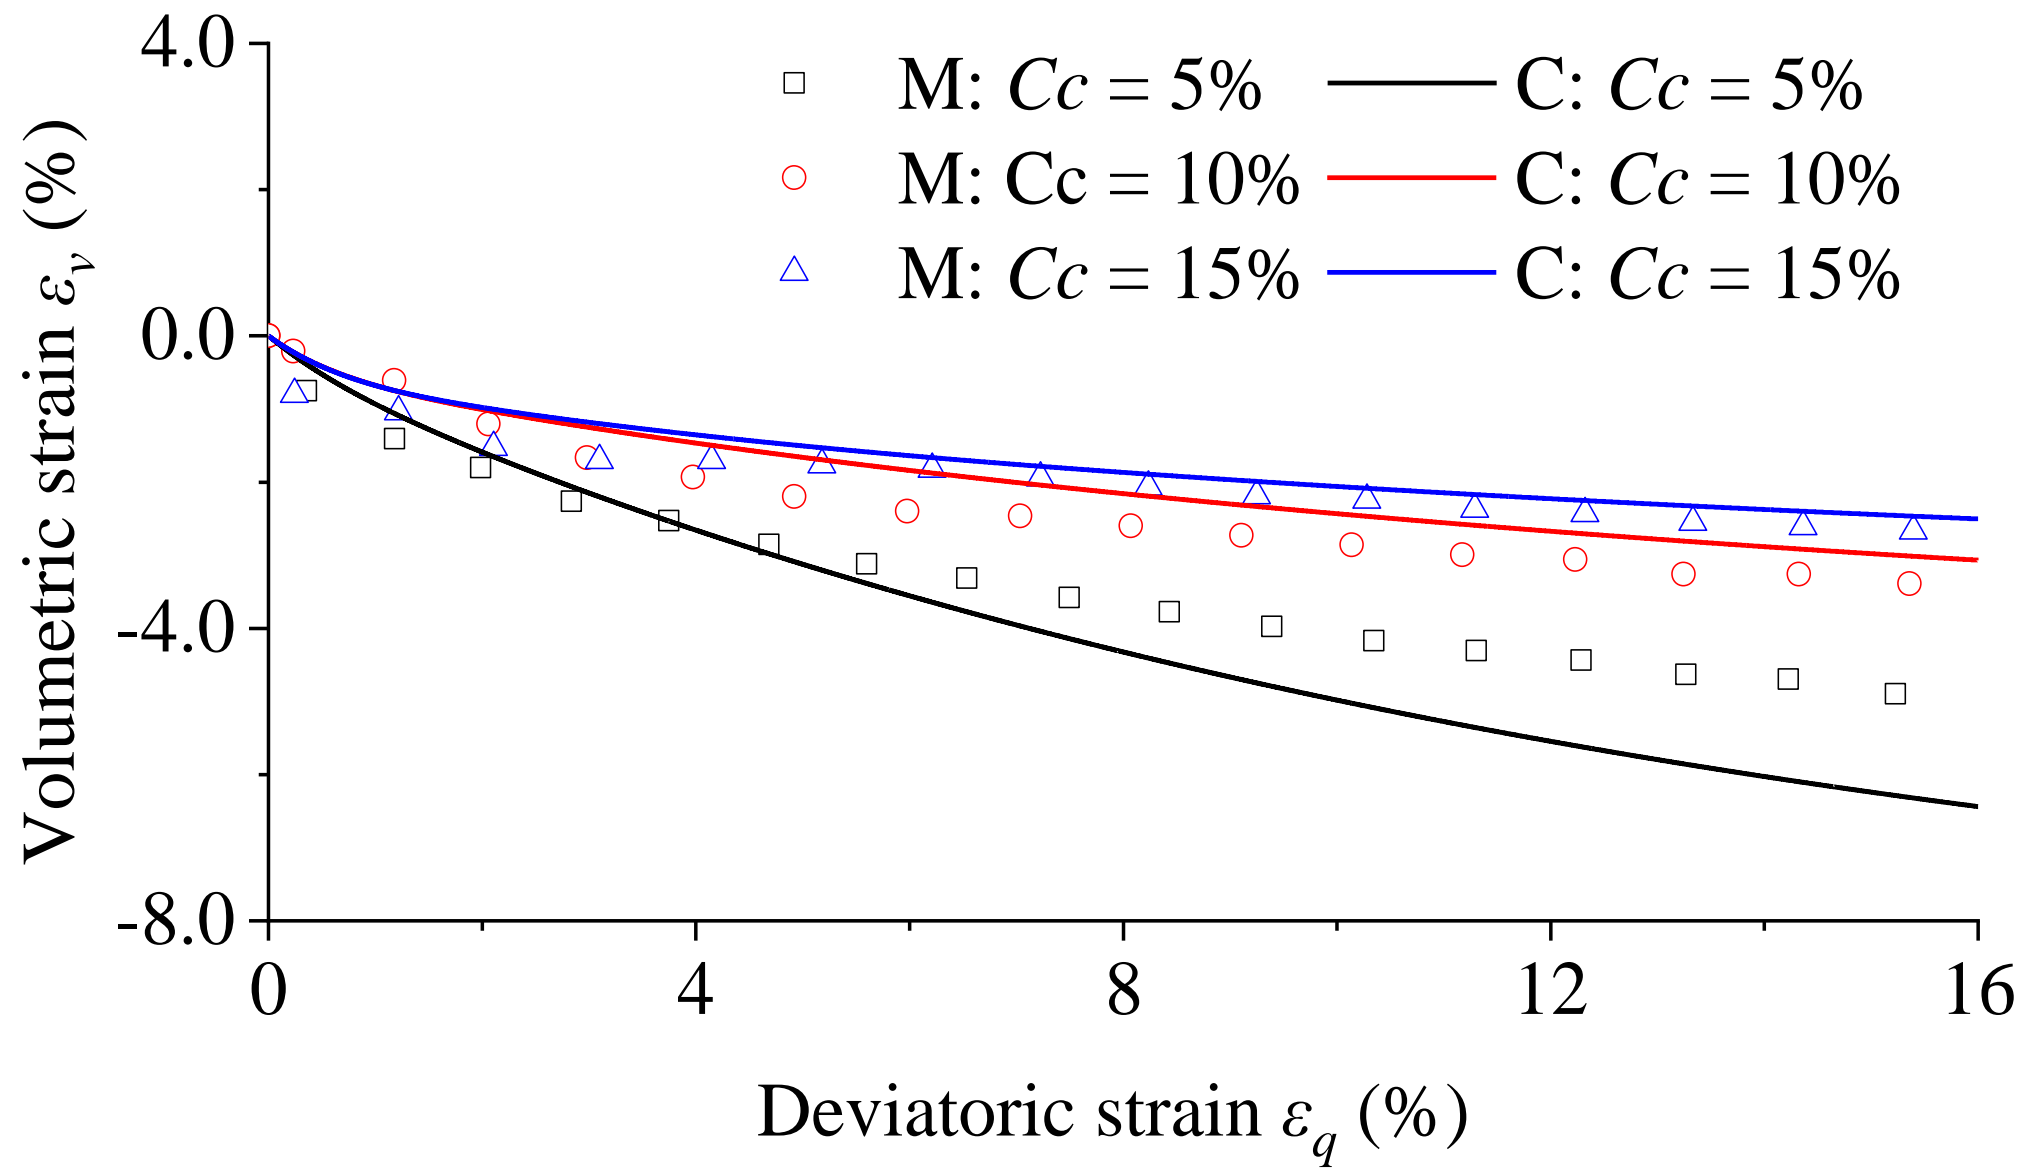 4.0
0.0
-4.0
-8.0
Volumetric strain εv (%)
M: Cc = 5%
C: Cc = 5%
M: Cc = 10%
C: Cc = 10%
M: Cc = 15%
C: Cc = 15%
0 4 8 12 16
Deviatoric strain εq (%)